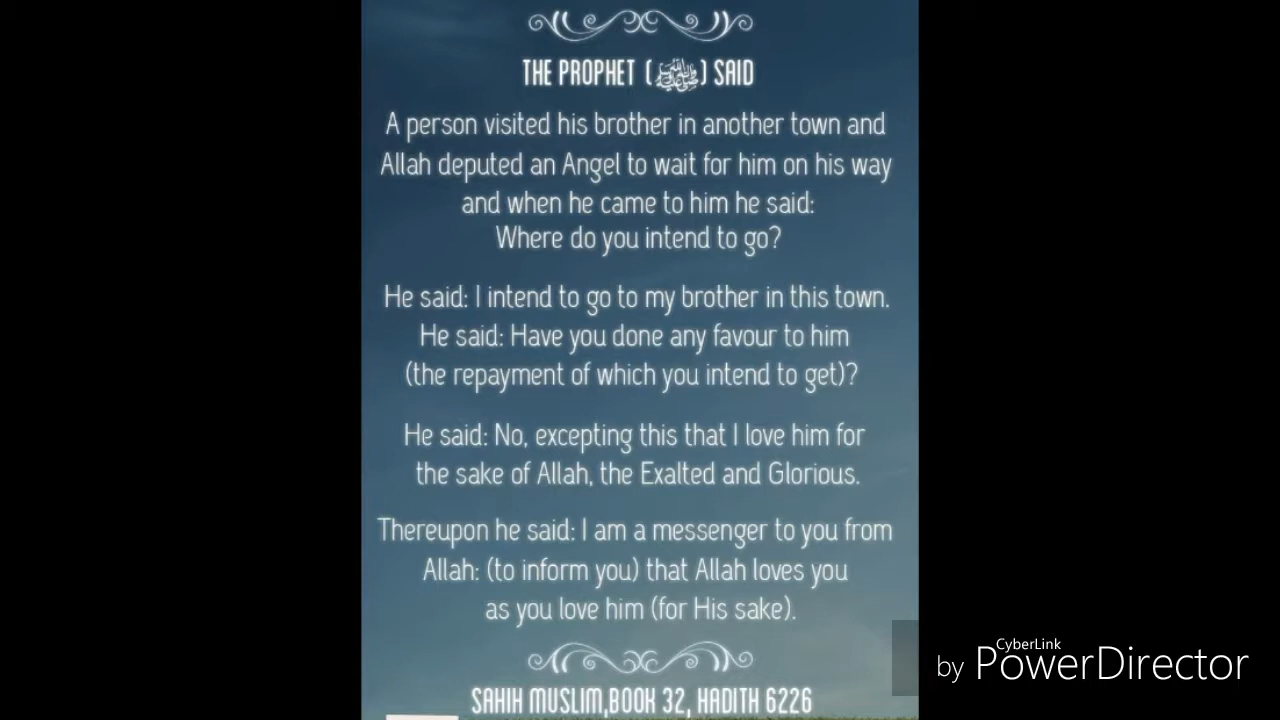 THE PROPHET (ﷺ) SAID
A person visited his brother in another town and
Allah deputed an Angel to wait for him on his way
and when he came to him he said:
Where do you intend to go?
He said: I intend to go to my brother in this town.
He said: Have you done any favour to him
(the repayment of which you intend to get)?
He said: No, excepting this that I love him for
the sake of Allah, the Exalted and Glorious.
Thereupon he said: I am a messenger to you from
Allah: (to inform you) that Allah loves you
as you love him (for His sake).
SAHIH MUSLIM,BOOK 32, HADITH 6226
CyberLink
by PowerDirector